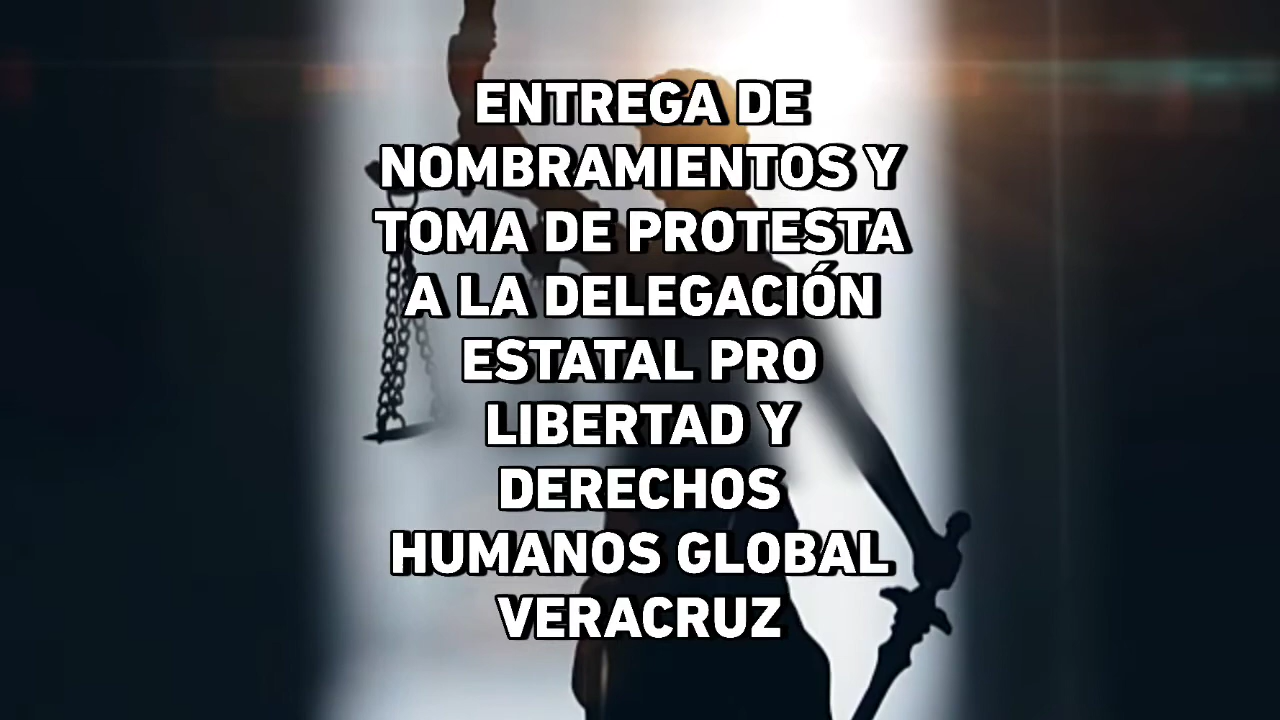 ENTREGA DE
NOMBRAMIENTOS Y
TOMA DE PROTESTA
A LA DELEGACIÓN
ESTATAL PRO
LIBERTAD Y
DERECHOS
HUMANOS GLOBAL
VERACRUZ